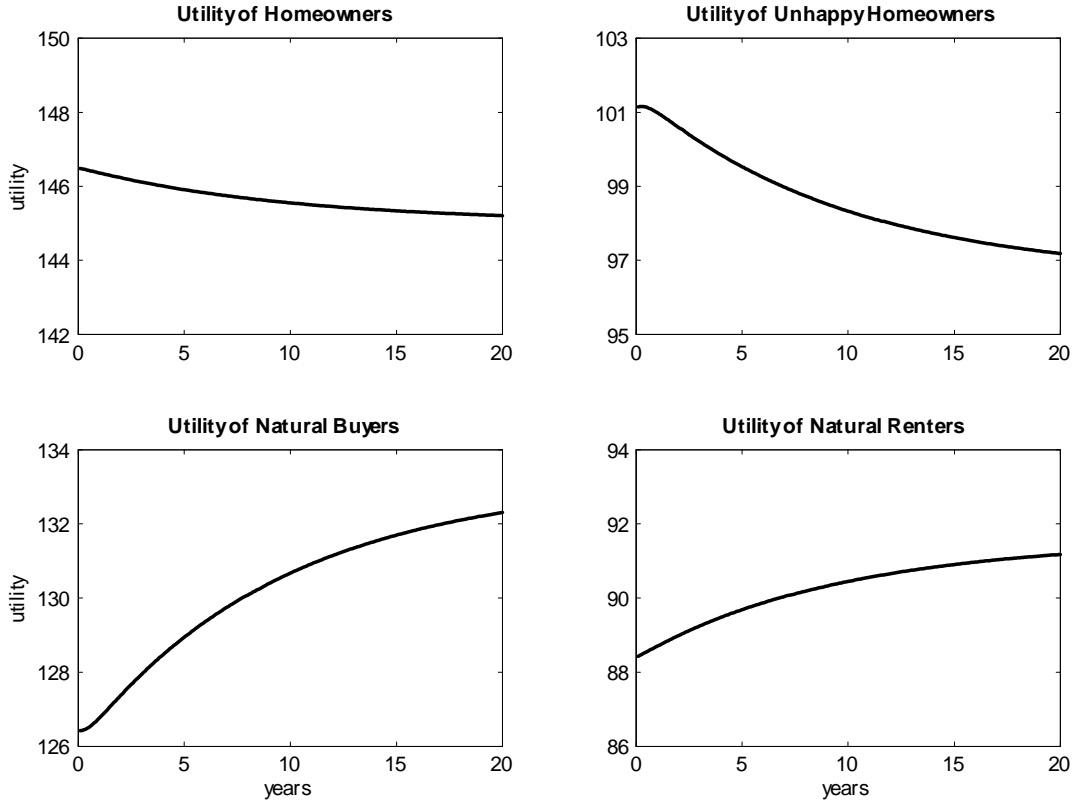 Utility of Homeowners
150
148
146
144
142
utility
0 5 10 15 20
Utility of Unhappy Homeowners
103
101
99
97
95
0 5 10 15 20
Utility of Natural Buyers
134
132
130
128
126
utility
0 5 10 15 20
years
Utility of Natural Renters
94
92
90
88
86
0 5 10 15 20
years